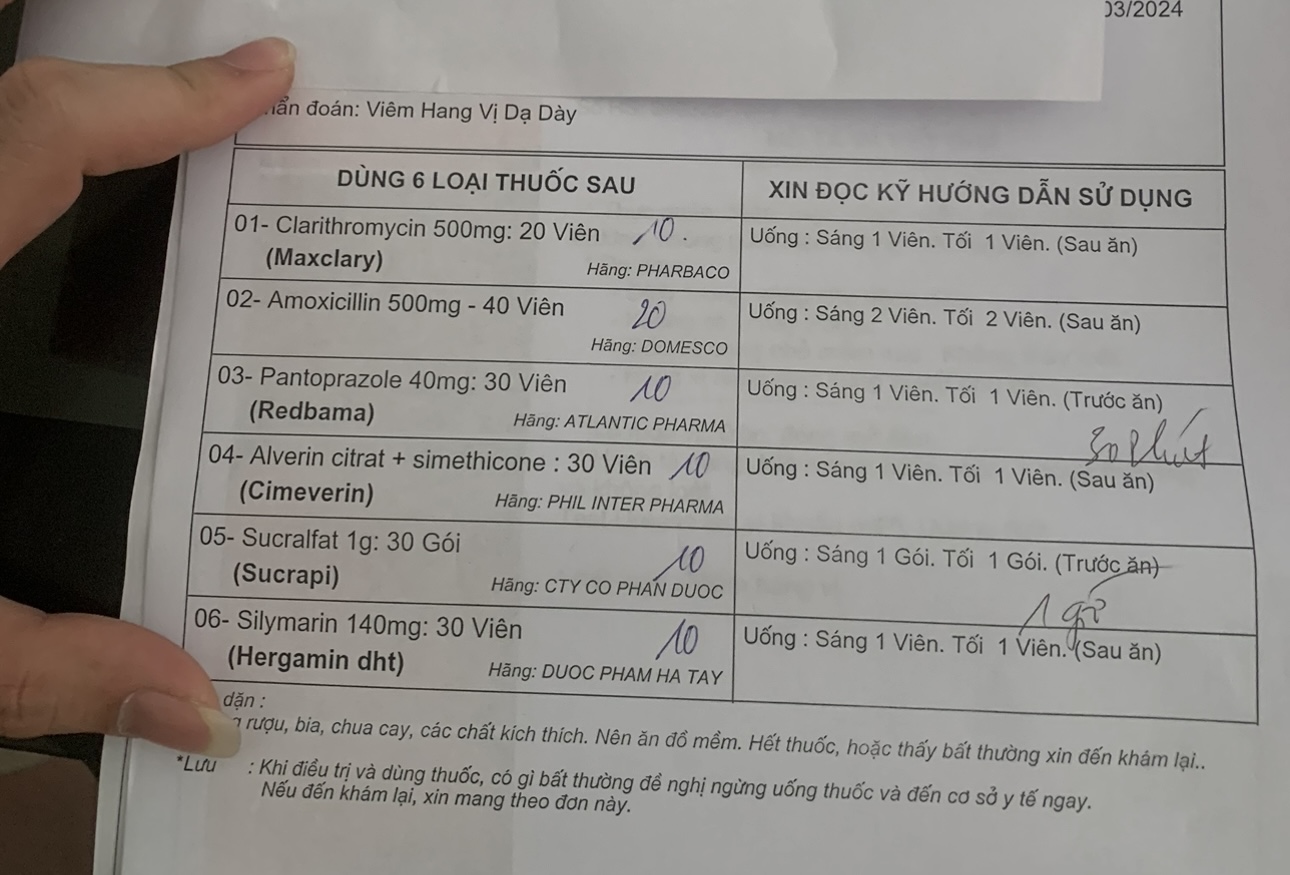 03/2024
đoán: Viêm Hang Vị Dạ Dày
DÙNG 6 LOẠI THUỐC SAU
XIN ĐỌC KỸ HƯỚNG DẪN SỬ DỤNG
01- Clarithromycin 500mg: 20 Viên 10.
(Maxclary)
Hãng: PHARBACO
Uống : Sáng 1 Viên. Tối 1 Viên. (Sau ăn)
02- Amoxicillin 500mg - 40 Viên 20
Hãng: DOMESCO
Uống : Sáng 2 Viên. Tối 2 Viên. (Sau ăn)
03- Pantoprazole 40mg: 30 Viên 10
(Redbama)
Hãng: ATLANTIC PHARMA
Uống : Sáng 1 Viên. Tối 1 Viên. (Trước ăn)
30 Phút
04- Alverin citrat + simethicone : 30 Viên 10
(Cimeverin)
Hãng: PHIL INTER PHARMA
Uống : Sáng 1 Viên. Tối 1 Viên. (Sau ăn)
05- Sucralfat 1g: 30 Gói 10
(Sucrapi)
Hãng: CTY CO PHAN DUOC
Uống : Sáng 1 Gói. Tối 1 Gói. (Trước ăn)
1 giờ
06- Silymarin 140mg: 30 Viên 10
(Hergamin dht)
Hãng: DUOC PHAM HA TAY
Uống : Sáng 1 Viên. Tối 1 Viên. (Sau ăn)
dặn :
rượu, bia, chua cay, các chất kích thích. Nên ăn đồ mềm. Hết thuốc, hoặc thấy bất thường xin đến khám lại..
*Lưu : Khi điều trị và dùng thuốc, có gì bất thường đề nghị ngừng uống thuốc và đến cơ sở y tế ngay.
Nếu đến khám lại, xin mang theo đơn này.